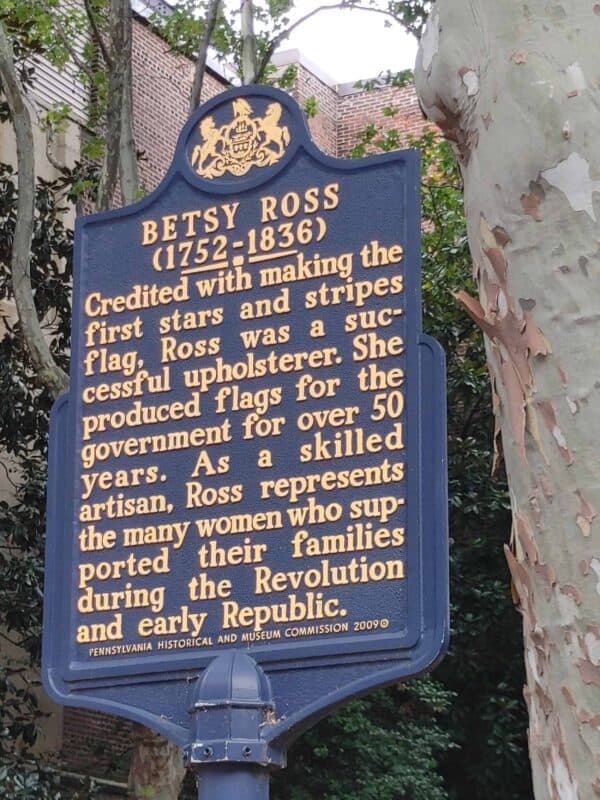 BETSY ROSS
(1752-1836)
Credited with making the
first stars and stripes
flag, Ross was a suc-
cessful upholsterer. She
produced flags for the
government for over 50
years. As a skilled
artisan, Ross represents
the many women who sup-
ported their families
during the Revolution
and early Republic.
PENNSYLVANIA HISTORICAL AND MUSEUM COMMISSION 2009©